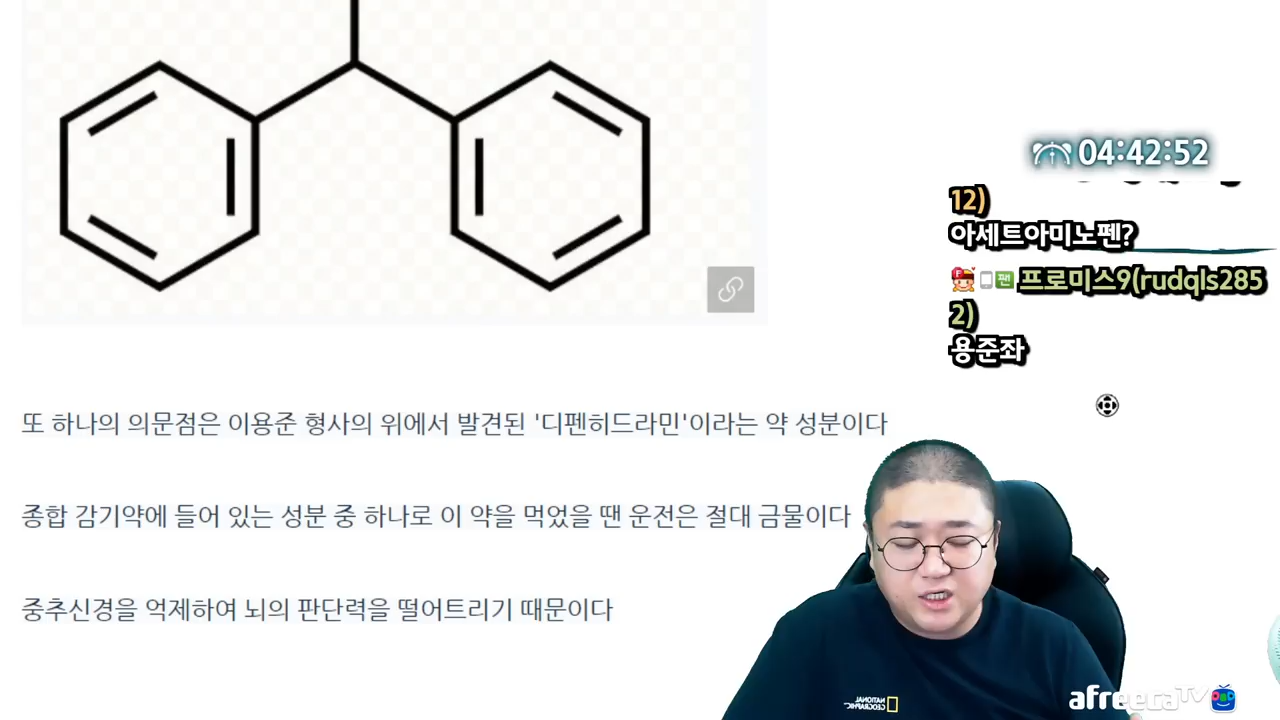 04:42:52
12)
아세트아미노펜?
팬 프로미스9(rudqls285
2)
용준좌
또 하나의 의문점은 이용준 형사의 위에서 발견된 '디펜히드라민'이라는 약 성분이다
종합 감기약에 들어 있는 성분 중 하나로 이 약을 먹었을 땐 운전은 절대 금물이다
중추신경을 억제하여 뇌의 판단력을 떨어트리기 때문이다
NATIONAL
GEOGRAPHIC
afreecaTV